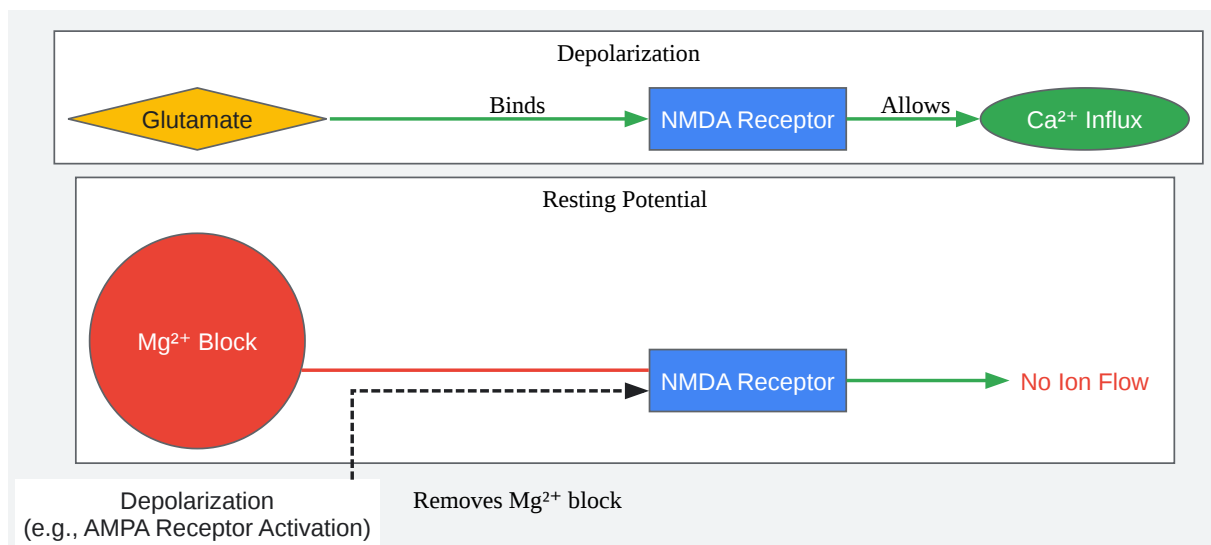 Depolarization
Glutamate
Binds
NMDA Receptor
Allows
Ca²⁺ Influx
Resting Potential
Mg²⁺ Block
NMDA Receptor
No Ion Flow
Depolarization
(e.g., AMPA Receptor Activation)
Removes Mg²⁺ block